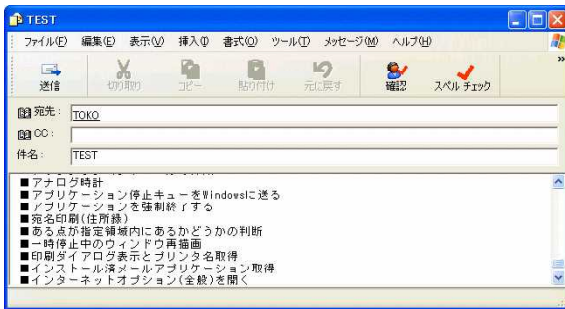 TEST
ファイル(F) 編集(E) 表示(V) 挿入(I) 書式(O) ツール(T) メッセージ(M) ヘルプ(H)
送信 切り取り コピー 貼り付け 元に戻す 確認 スペル チェック
宛先: TOKO
CC:
件名: TEST
■アナログ時計
■アプリケーション停止キューをWindowsに送る
■アプリケーションを強制終了する
■宛名印刷(住所録)
■ある点が指定領域内にあるかどうかの判断
■一時停止中のウィンドウ再描画
■印刷ダイアログ表示とプリンタ名取得
■インストール済メールアプリケーション取得
■インターネットオプション(全般)を開く